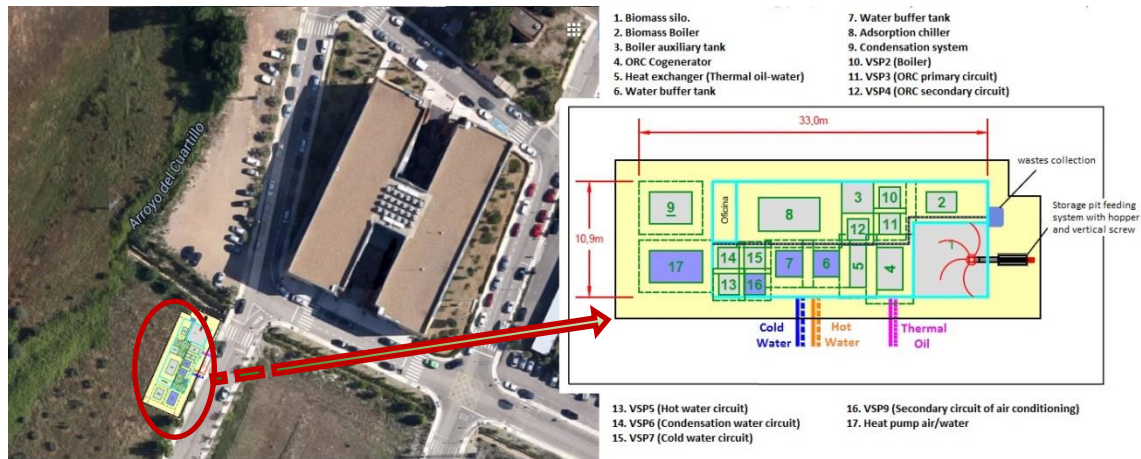 Arroyo del Cuartillo
1. Biomass silo.
2. Biomass Boiler
3. Boiler auxiliary tank
4. ORC Cogenerator
5. Heat exchanger (Thermal oil-water)
6. Water buffer tank
7. Water buffer tank
8. Adsorption chiller
9. Condensation system
10. VSP2 (Boiler)
11. VSP3 (ORC primary circuit)
12. VSP4 (ORC secondary circuit)
33,0m
wastes collection
Storage pit feeding
system with hopper
and vertical screw
10,9m
Oficina
9
8
3
10
2
12
11
17
14
15
7
6
5
4
13
16
Cold
Water
Hot
Water
Thermal
Oil
13. VSP5 (Hot water circuit)
14. VSP6 (Condensation water circuit)
15. VSP7 (Cold water circuit)
16. VSP9 (Secondary circuit of air conditioning)
17. Heat pump air/water